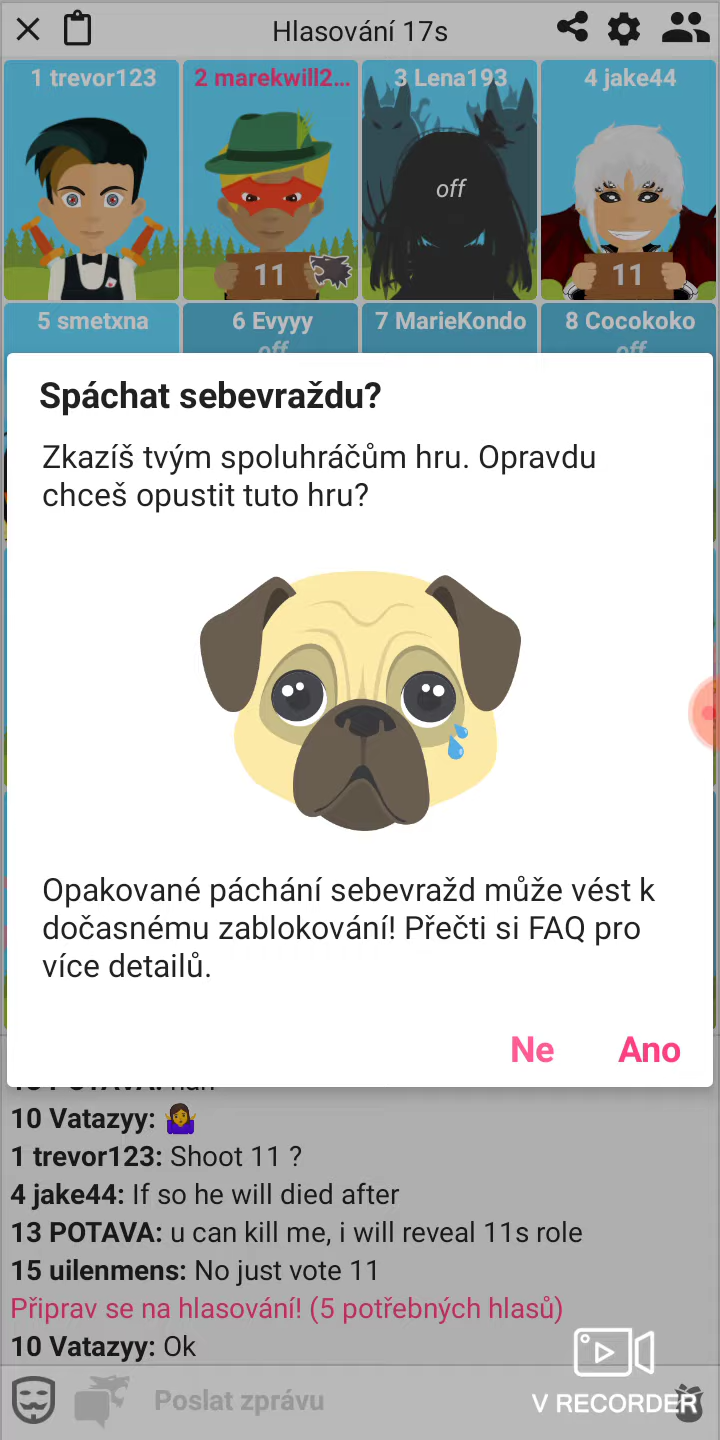 Hlasování 17s
1 trevor123
2 marekwill2...
3 Lena193
4 jake44
off
11
11
5 smetxna
6 Evyyy
7 MarieKondo
8 Cocokoko
off
off
Spáchat sebevraždu?
Zkazíš tvým spoluhráčům hru. Opravdu
chceš opustit tuto hru?
Opakované páchání sebevražd může vést k
dočasnému zablokování! Přečti si FAQ pro
více detailů.
Ne
Ano
10 Vatazyy:
1 trevor123: Shoot 11 ?
4 jake44: If so he will died after
13 POTAVA: u can kill me, i will reveal 11s role
15 uilenmens: No just vote 11
Připrav se na hlasování! (5 potřebných hlasů)
10 Vatazyy: Ok
Poslat zprávu
V RECORDER